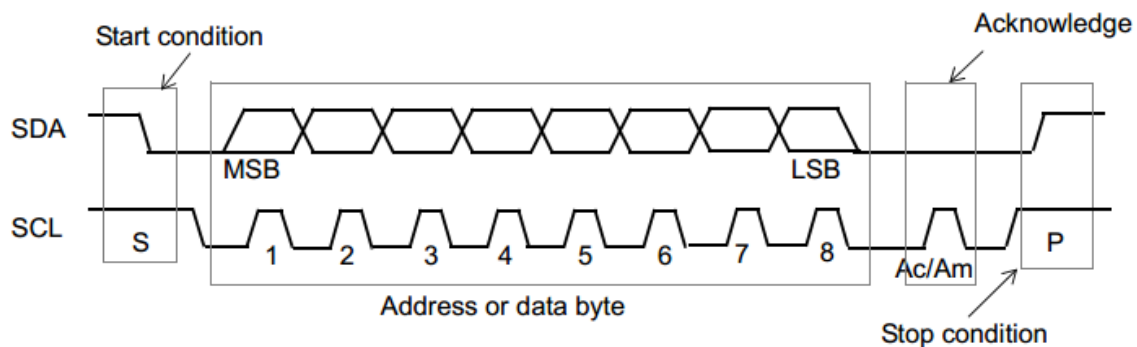 Start condition
Acknowledge
SDA
MSB
LSB
SCL
S
1 2 3 4 5 6 7 8
Ac/Am
P
Address or data byte
Stop condition